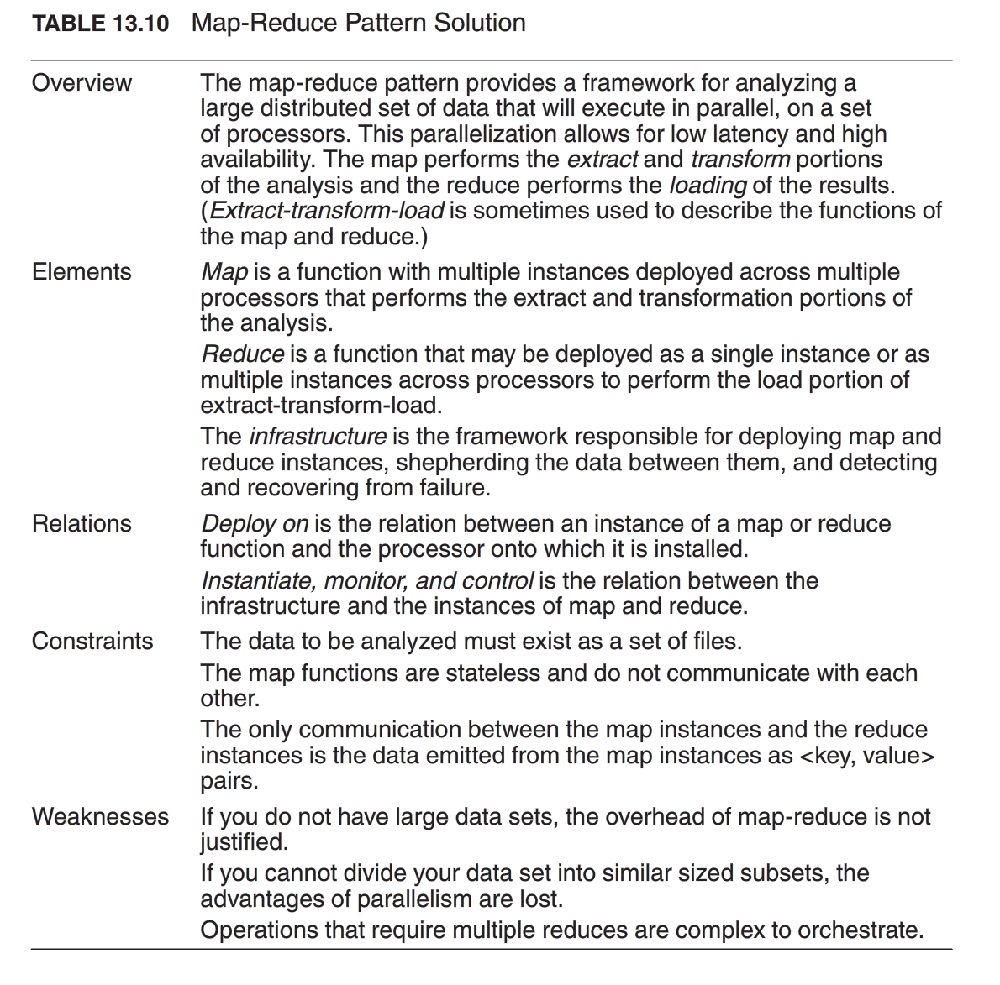 TABLE 13.10 Map-Reduce Pattern Solution
Overview The map-reduce pattern provides a framework for analyzing a
large distributed set of data that will execute in parallel, on a set
of processors. This parallelization allows for low latency and high
availability. The map performs the extract and transform portions
of the analysis and the reduce performs the loading of the results.
(Extract-transform-load is sometimes used to describe the functions of
the map and reduce.)
Elements Map is a function with multiple instances deployed across multiple
processors that performs the extract and transformation portions of
the analysis.
Reduce is a function that may be deployed as a single instance or as
multiple instances across processors to perform the load portion of
extract-transform-load.
The infrastructure is the framework responsible for deploying map and
reduce instances, shepherding the data between them, and detecting
and recovering from failure.
Relations Deploy on is the relation between an instance of a map or reduce
function and the processor onto which it is installed.
Instantiate, monitor, and control is the relation between the
infrastructure and the instances of map and reduce.
Constraints The data to be analyzed must exist as a set of files.
The map functions are stateless and do not communicate with each
other.
The only communication between the map instances and the reduce
instances is the data emitted from the map instances as <key, value>
pairs.
Weaknesses If you do not have large data sets, the overhead of map-reduce is not
justified.
If you cannot divide your data set into similar sized subsets, the
advantages of parallelism are lost.
Operations that require multiple reduces are complex to orchestrate.